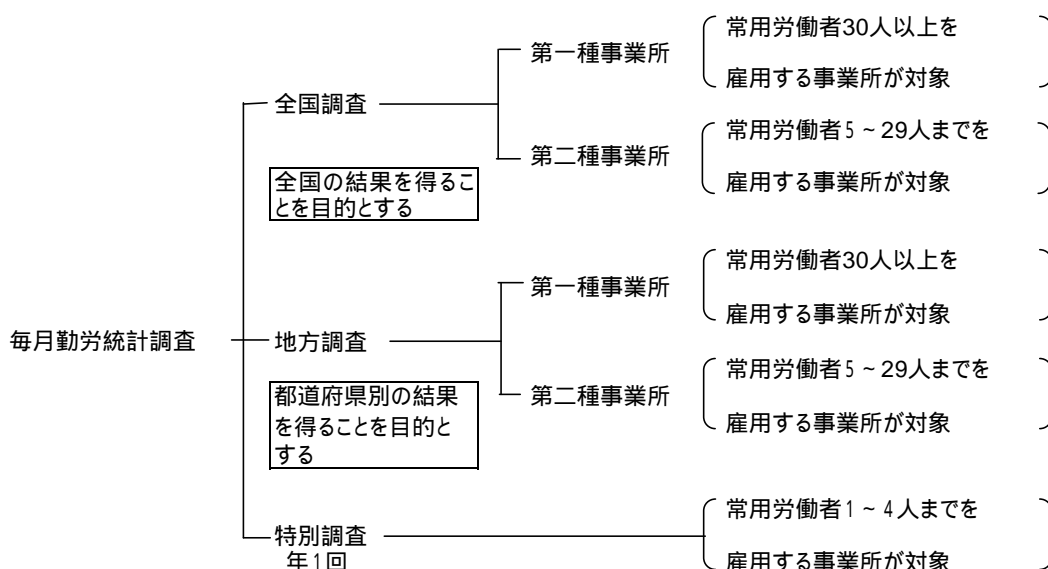 毎月勤労統計調査
全国調査
全国の結果を得るこ
とを目的とする
第一種事業所
常用労働者30人以上を
雇用する事業所が対象
第二種事業所
常用労働者5~29人までを
雇用する事業所が対象
地方調査
都道府県別の結果
を得ることを目的と
する
第一種事業所
常用労働者30人以上を
雇用する事業所が対象
第二種事業所
常用労働者5~29人までを
雇用する事業所が対象
特別調査
年1回
常用労働者1~4人までを
雇用する事業所が対象